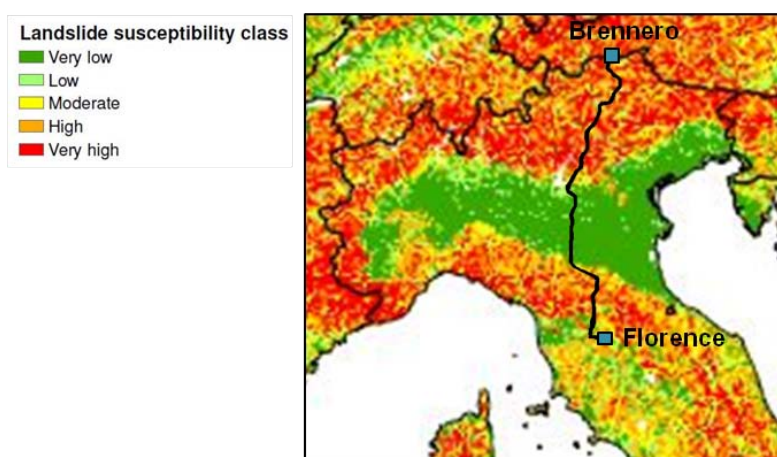 Landslide susceptibility class
Very low
Low
Moderate
High
Very high
Brennero
Florence